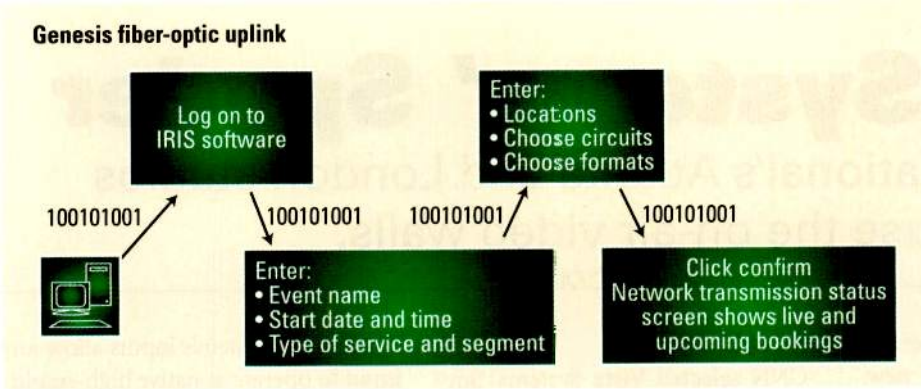 Genesis fiber-optic uplink
Log on to
IRIS software
Enter:
• Locations
• Choose circuits
• Choose formats
100101001
100101001
100101001
100101001
Enter:
• Event name
• Start date and time
• Type of service and segment
Click confirm
Network transmission status
screen shows live and
upcoming bookings